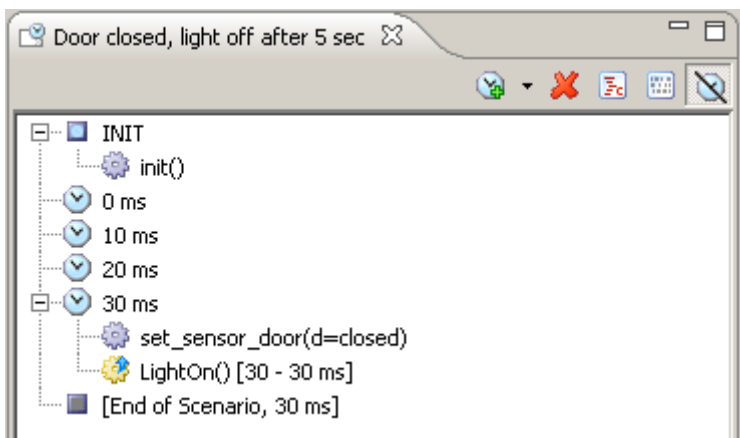 Door closed, light off after 5 sec
INIT
init()
0 ms
10 ms
20 ms
30 ms
set_sensor_door(d=closed)
LightOn() [30 - 30 ms]
[End of Scenario, 30 ms]